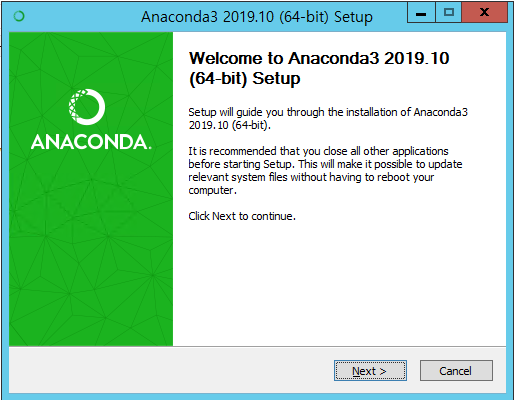 Anaconda3 2019.10 (64-bit) Setup
X
ANACONDA.
Welcome to Anaconda3 2019.10
(64-bit) Setup
Setup will guide you through the installation of Anaconda3
2019.10 (64-bit).
It is recommended that you close all other applications
before starting Setup. This will make it possible to update
relevant system files without having to reboot your
computer.
Click Next to continue.
Next >
Cancel